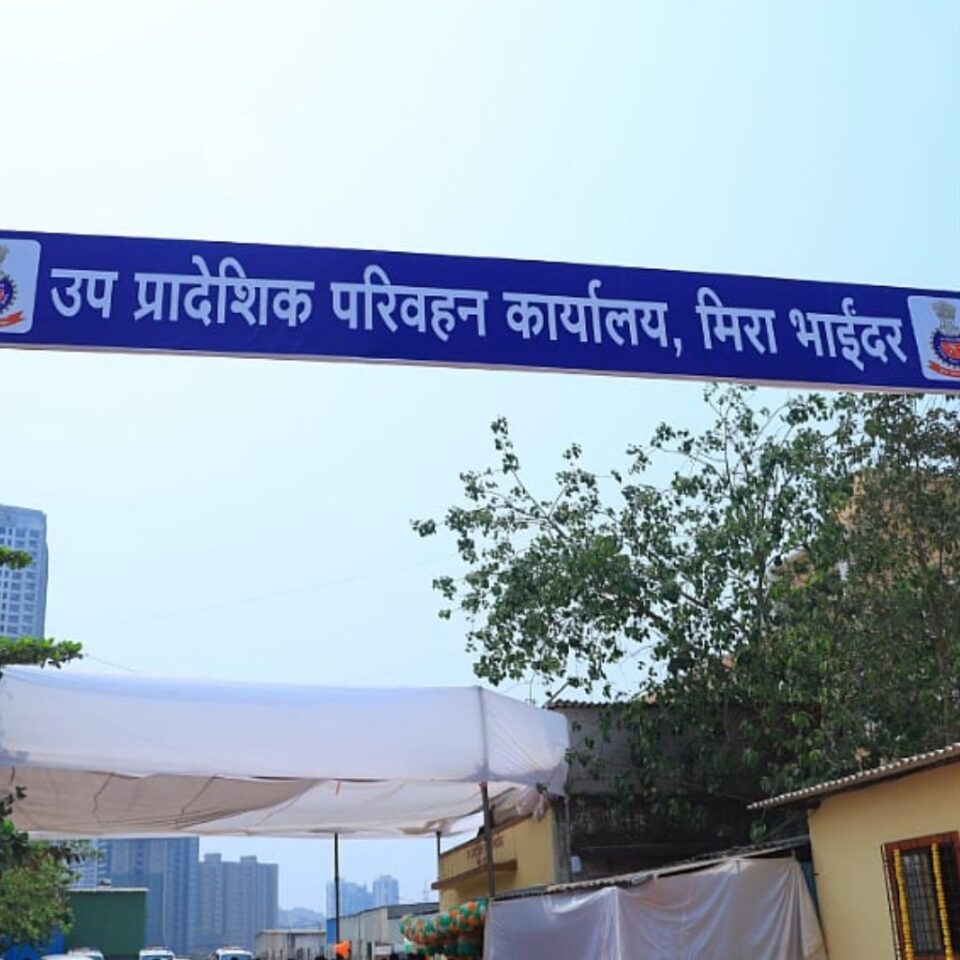 उप प्रादेशिक परिवहन कार्यालय, मिरा भाईंदर